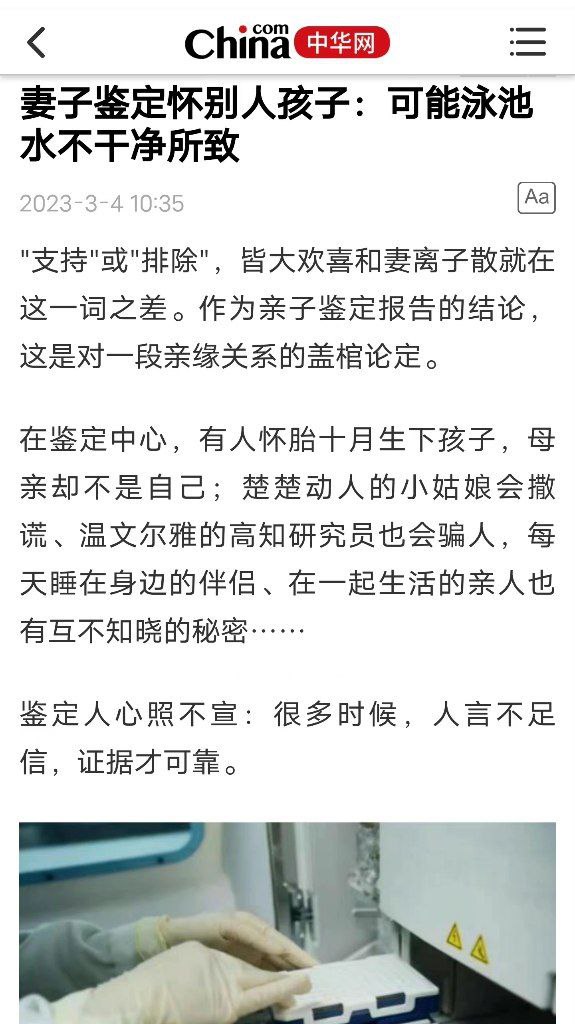 China.com 中华网
妻子鉴定怀别人孩子：可能泳池
水不干净所致
2023-3-4 10:35
Aa
"支持"或"排除"，皆大欢喜和妻离子散就在
这一词之差。作为亲子鉴定报告的结论，
这是对一段亲缘关系的盖棺论定。
在鉴定中心，有人怀胎十月生下孩子，母
亲却不是自己；楚楚动人的小姑娘会撒
谎、温文尔雅的高知研究员也会骗人，每
天睡在身边的伴侣、在一起生活的亲人也
有互不知晓的秘密……
鉴定人心照不宣：很多时候，人言不足
信，证据才可靠。